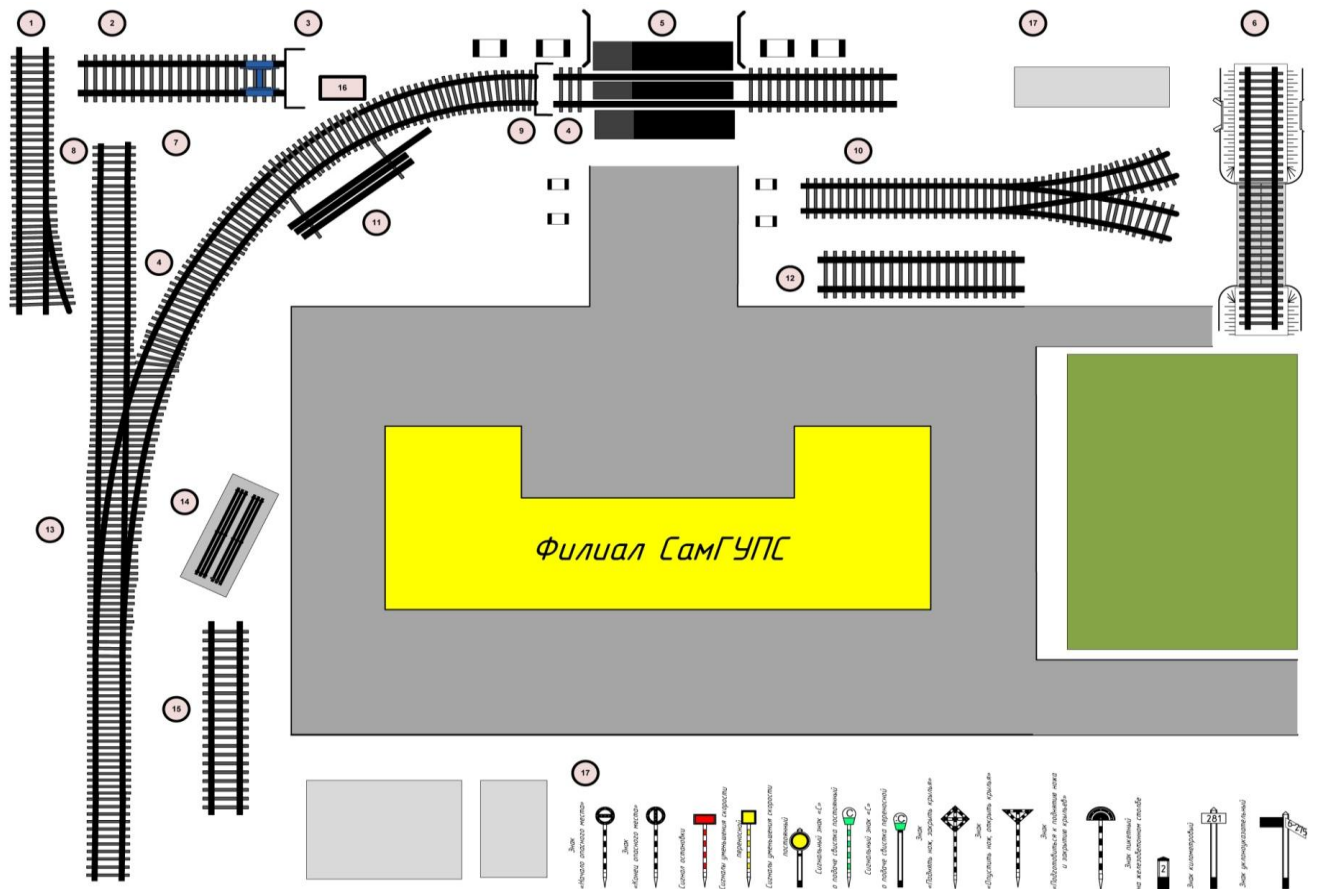 1
2
3
5
17
6
16
8
7
9
4
10
11
4
12
14
13
Филиал СамГУПС
15
17
Знак
«Начало опасного места»
Знак
«Конец опасного места»
Сигнал остановки
Сигналы уменьшения скорости
переносной
Сигналы уменьшения скорости
постоянный
Сигнальный знак «С»
о подаче свистка постоянный
Сигнальный знак «С»
о подаче свистка переносной
Знак
«Поднять нож, закрыть крылья»
Знак
«Опустить нож, открыть крылья»
Знак
«Подготовиться к поднятию ножа
и закрытию крыльев»
Знак пикетный
на железобетонном столбе
Знак километровый
Знак уклоноуказательный
С
С
2
281